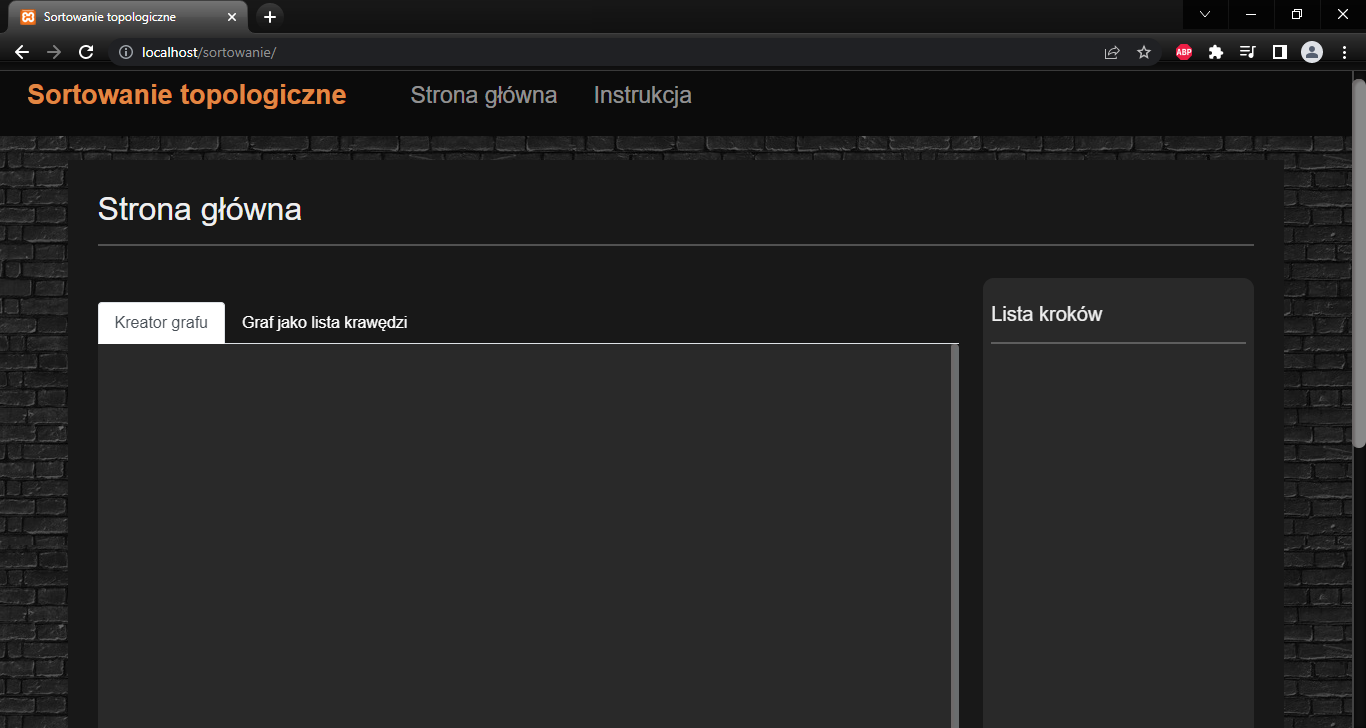 Sortowanie topologiczne
localhost/sortowanie/
ABP
Sortowanie topologiczne Strona główna Instrukcja
Strona główna
Kreator grafu Graf jako lista krawędzi
Lista kroków